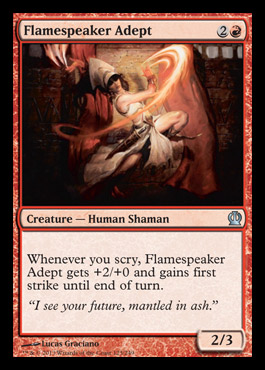 Flamespeaker Adept 2
Creature — Human Shaman
Whenever you scry, Flamespeaker
Adept gets +2/+0 and gains first
strike until end of turn.
“I see your future, mantled in ash.”
Lucas Graciano
2/3